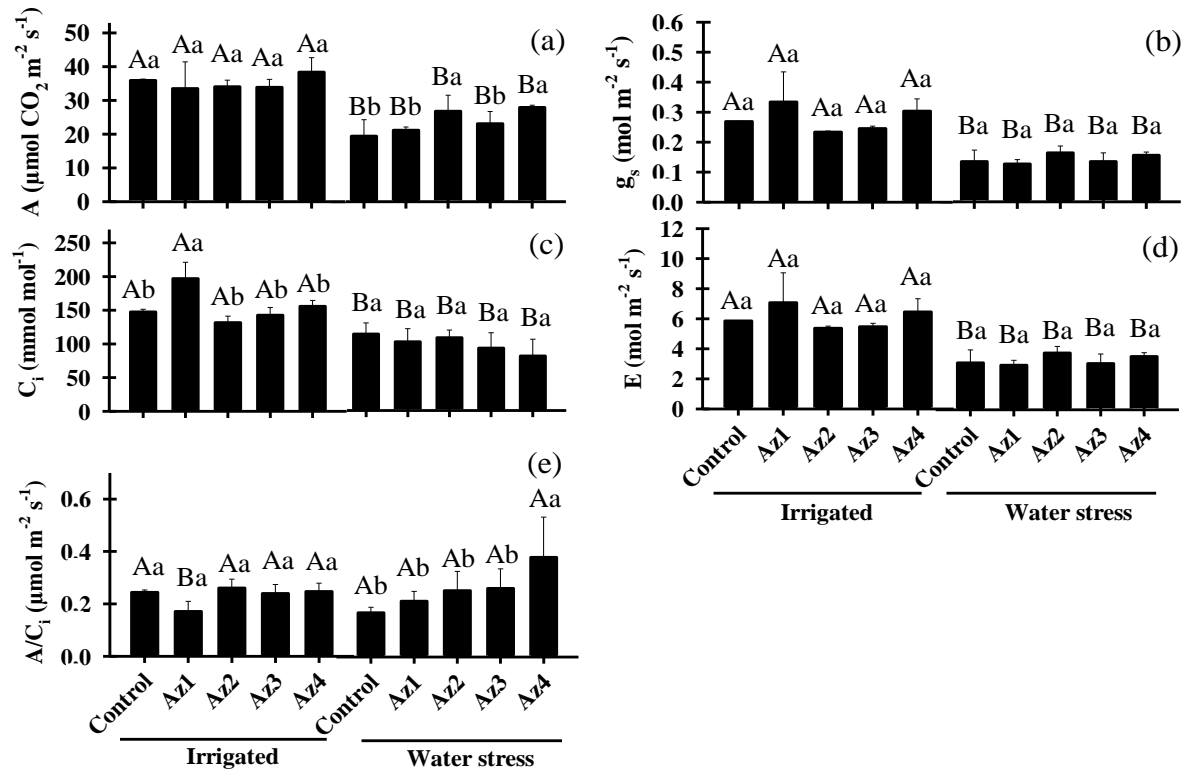 A (µmol CO2 m-2 s-1)
50
40
30
20
10
0
Aa Aa Aa Aa Aa Bb Bb Ba Bb Ba
(a)
gs (mol m-2 s-1)
0.6
0.5
0.4
0.3
0.2
0.1
0.0
Aa Aa Aa Aa Aa Ba Ba Ba Ba Ba
(b)
Ci (mmol mol-1)
250
200
150
100
50
0
Ab Aa Ab Ab Ab Ba Ba Ba Ba Ba
(c)
E (mol m-2 s-1)
12
10
8
6
4
2
0
Aa Aa Aa Aa Aa Ba Ba Ba Ba Ba
(d)
Control Az1 Az2 Az3 Az4 Control Az1 Az2 Az3 Az4
Irrigated Water stress
A/Ci (µmol m-2 s-1)
0.6
0.4
0.2
0.0
Aa Ba Aa Aa Aa Ab Ab Ab Ab Aa
(e)
Control Az1 Az2 Az3 Az4 Control Az1 Az2 Az3 Az4
Irrigated Water stress